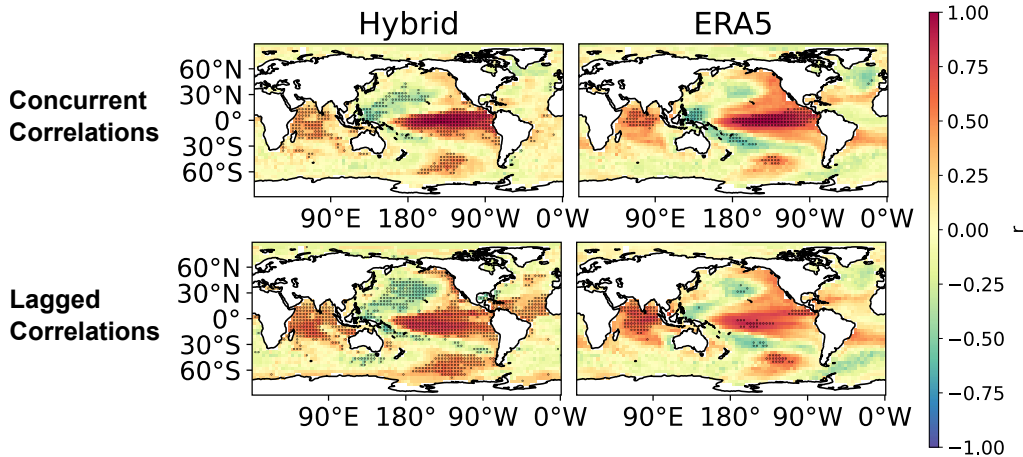 Hybrid
ERA5
Concurrent
Correlations
60°N
30°N
0°
30°S
60°S
90°E 180° 90°W 0°W
90°E 180° 90°W 0°W
Lagged
Correlations
60°N
30°N
0°
30°S
60°S
90°E 180° 90°W 0°W
90°E 180° 90°W 0°W
1.00
0.75
0.50
0.25
0.00
−0.25
−0.50
−0.75
−1.00
r